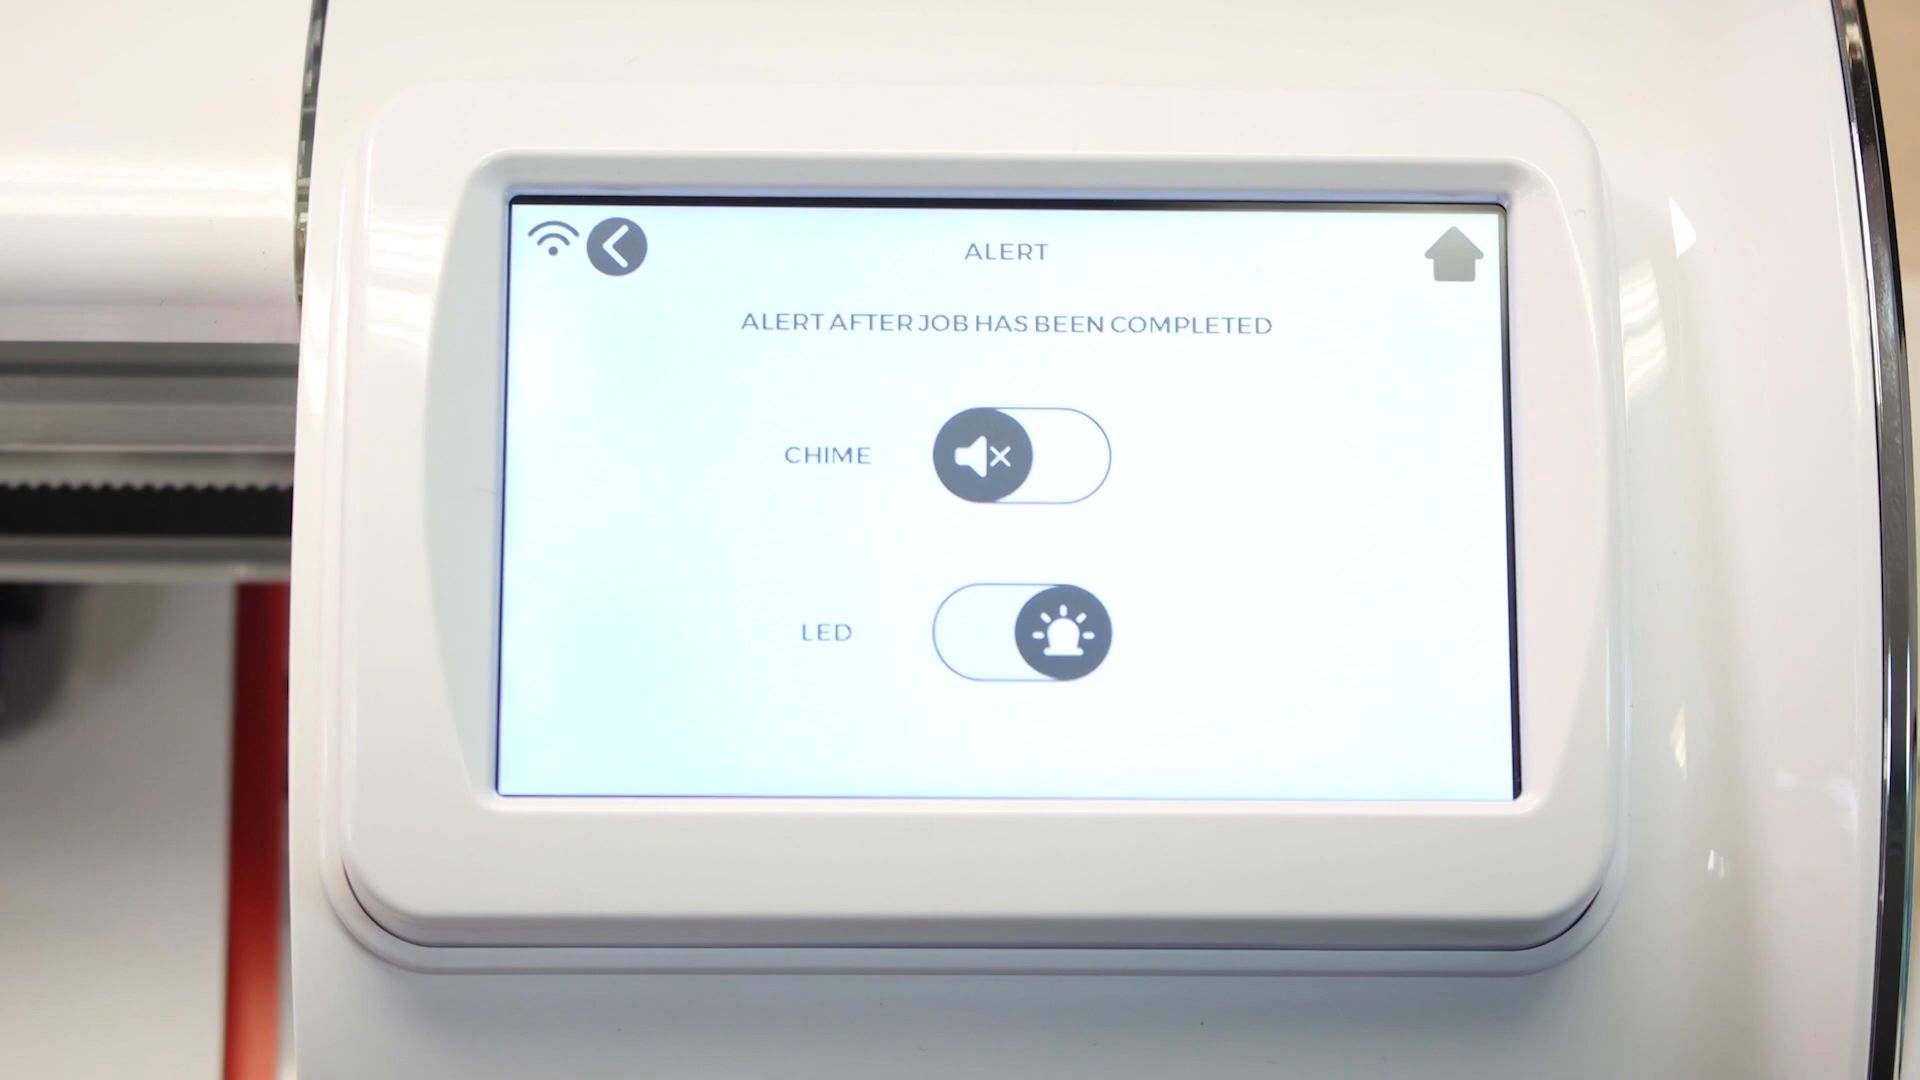 ALERT
ALERT AFTER JOB HAS BEEN COMPLETED
CHIME
LED